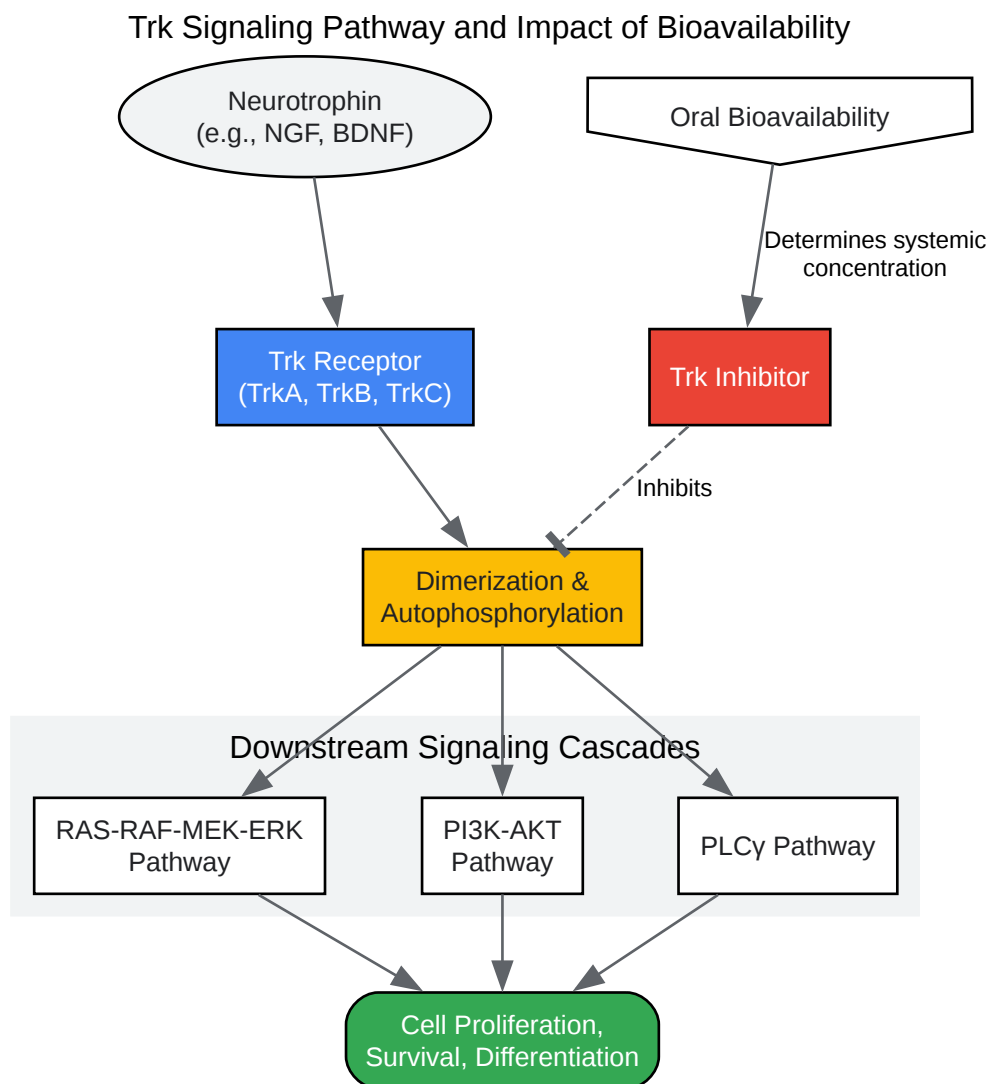 Trk Signaling Pathway and Impact of Bioavailability
Neurotrophin
(e.g., NGF, BDNF)
Oral Bioavailability
Determines systemic
concentration
Trk Receptor
(TrkA, TrkB, TrkC)
Trk Inhibitor
Inhibits
Dimerization &
Autophosphorylation
Downstream Signaling Cascades
RAS-RAF-MEK-ERK
Pathway
PI3K-AKT
Pathway
PLCγ Pathway
Cell Proliferation,
Survival, Differentiation